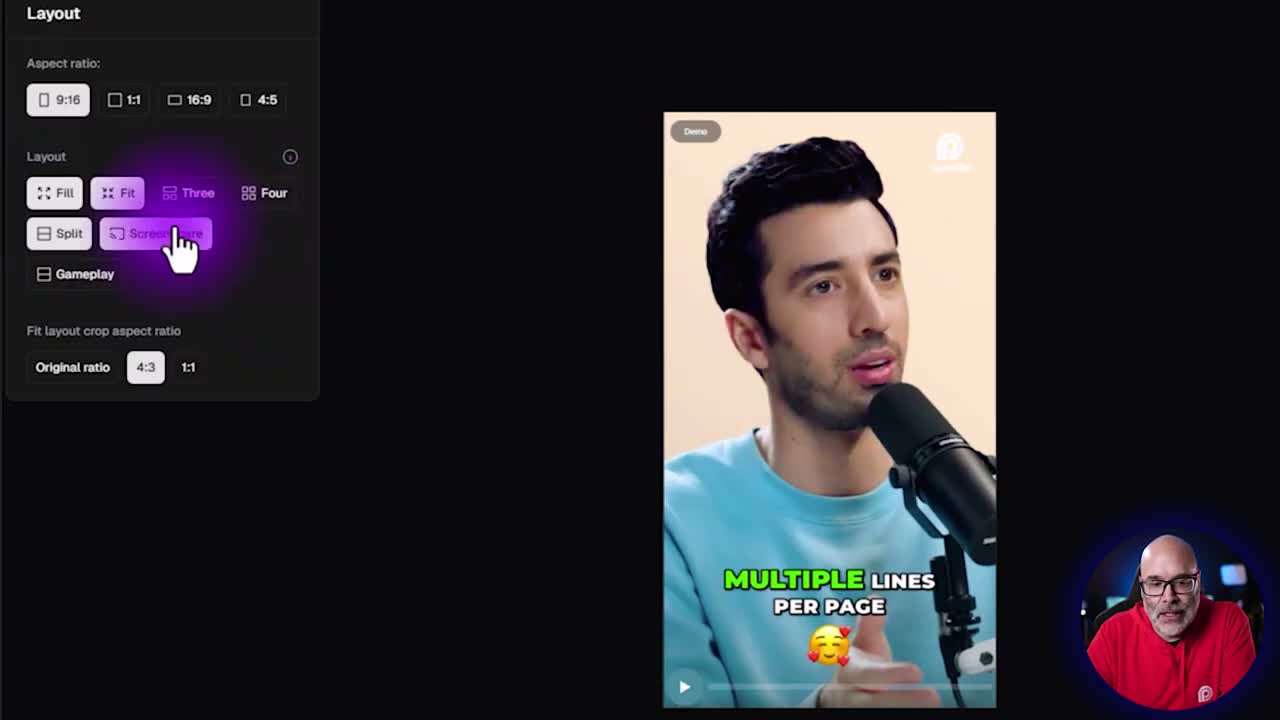 Layout
Aspect ratio:
9:16 1:1 16:9 4:5
Layout
Fill Fit Three Four
Split
Gameplay
Fit layout crop aspect ratio
Original ratio 4:3 1:1
Demo
MULTIPLE LINES
PER PAGE